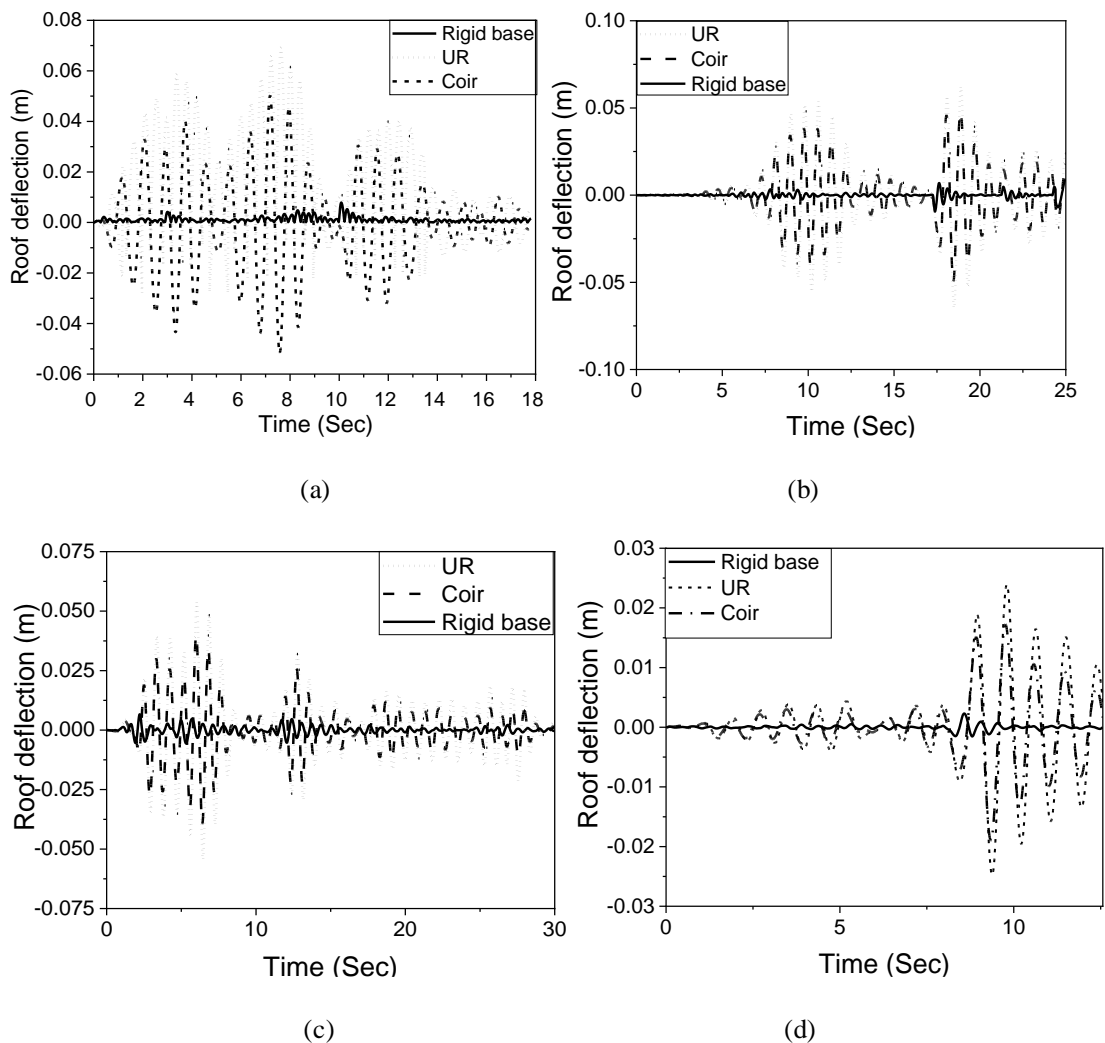 0.08
0.06
0.04
0.02
0.00
-0.02
-0.04
-0.06
Roof deflection (m)
Rigid base
UR
Coir
0 2 4 6 8 10 12 14 16 18
Time (Sec)
(a)
0.10
0.05
0.00
-0.05
-0.10
Roof deflection (m)
UR
Coir
Rigid base
0 5 10 15 20 25
Time (Sec)
(b)
0.075
0.050
0.025
0.000
-0.025
-0.050
-0.075
Roof deflection (m)
UR
Coir
Rigid base
0 10 20 30
Time (Sec)
(c)
0.03
0.02
0.01
0.00
-0.01
-0.02
-0.03
Roof deflection (m)
Rigid base
UR
Coir
0 5 10
Time (Sec)
(d)